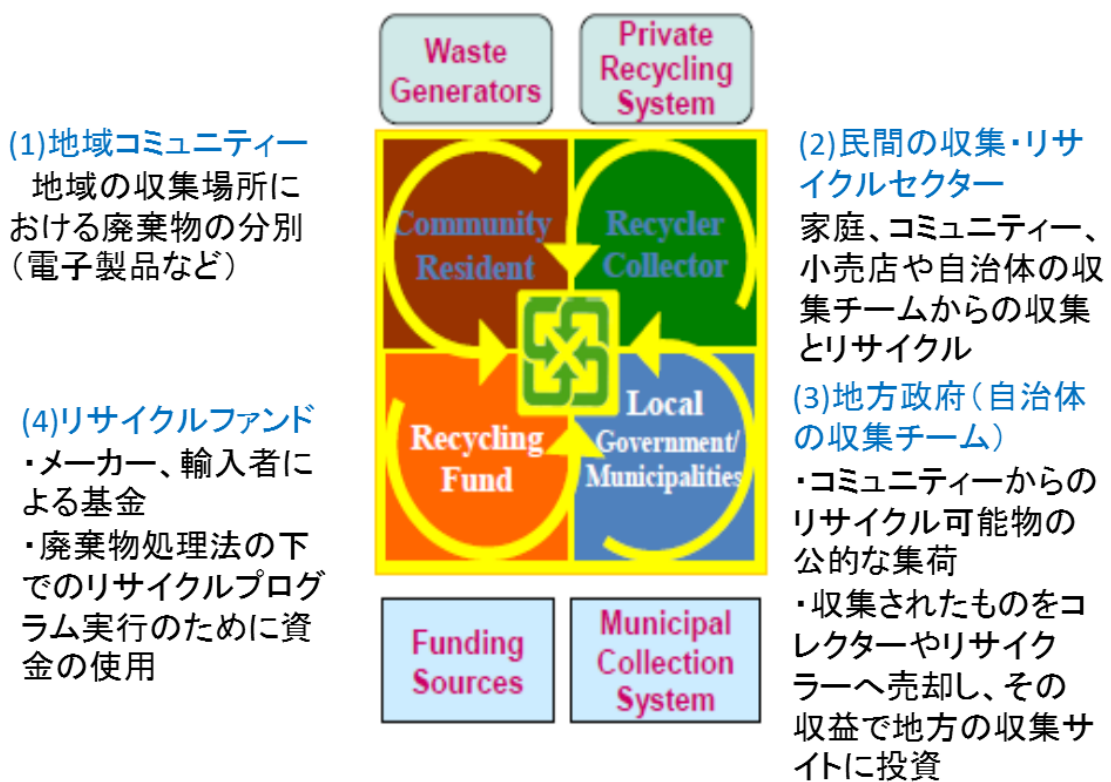 Waste
Generators
Private
Recycling
System
(1)地域コミュニティー
地域の収集場所に
おける廃棄物の分別
（電子製品など）
Community
Resident
Recycler
Collector
(2)民間の収集・リサ
イクルセクター
家庭、コミュニティー、
小売店や自治体の収
集チームからの収集
とリサイクル
(4)リサイクルファンド
・メーカー、輸入者に
よる基金
・廃棄物処理法の下
でのリサイクルプログ
ラム実行のために資
金の使用
Recycling
Fund
Local
Government/
Municipalities
(3)地方政府（自治体
の収集チーム）
・コミュニティーからの
リサイクル可能物の
公的な集荷
・収集されたものをコ
レクターやリサイク
ラーへ売却し、その
収益で地方の収集サ
イトに投資
Funding
Sources
Municipal
Collection
System